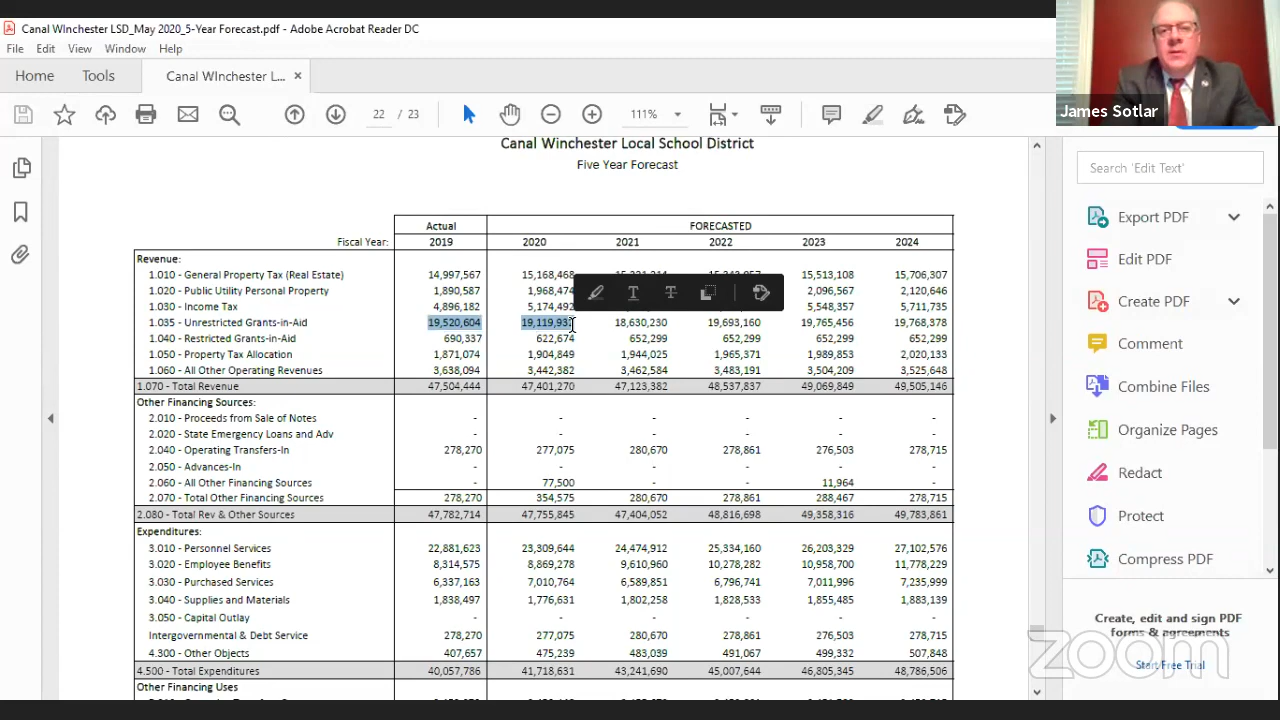 Canal WInchester LSD_May 2020_5-Year Forecast.pdf - Adobe Acrobat Reader DC
File Edit View Window Help
Home Tools Canal WInchester L... ×
22 / 23 111%
James Sotlar
Canal Winchester Local School District
Five Year Forecast
Actual FORECASTED
Fiscal Year: 2019 2020 2021 2022 2023 2024
Revenue:
1.010 - General Property Tax (Real Estate) 14,997,567 15,168,468 15,513,108 15,706,307
1.020 - Public Utility Personal Property 1,890,587 1,968,474 2,096,567 2,120,646
1.030 - Income Tax 4,896,182 5,174,492 5,548,357 5,711,735
1.035 - Unrestricted Grants-in-Aid 19,520,604 18,630,230 19,693,160 19,765,456 19,768,378
1.040 - Restricted Grants-in-Aid 690,337 622,674 652,299 652,299 652,299 652,299
1.050 - Property Tax Allocation 1,871,074 1,904,849 1,944,025 1,965,371 1,989,853 2,020,133
1.060 - All Other Operating Revenues 3,638,094 3,442,382 3,462,584 3,483,191 3,504,209 3,525,648
1.070 - Total Revenue 47,504,444 47,401,270 47,123,382 48,537,837 49,069,849 49,505,146
Other Financing Sources:
2.010 - Proceeds from Sale of Notes - - - - - -
2.020 - State Emergency Loans and Adv - - - - - -
2.040 - Operating Transfers-In 278,270 277,075 280,670 278,861 276,503 278,715
2.050 - Advances-In - - - - - -
2.060 - All Other Financing Sources - 77,500 - - 11,964 -
2.070 - Total Other Financing Sources 278,270 354,575 280,670 278,861 288,467 278,715
2.080 - Total Rev & Other Sources 47,782,714 47,755,845 47,404,052 48,816,698 49,358,316 49,783,861
Expenditures:
3.010 - Personnel Services 22,881,623 23,309,644 24,474,912 25,334,160 26,203,329 27,102,576
3.020 - Employee Benefits 8,314,575 8,869,278 9,610,960 10,278,282 10,958,700 11,778,229
3.030 - Purchased Services 6,337,163 7,010,764 6,589,851 6,796,741 7,011,996 7,235,999
3.040 - Supplies and Materials 1,838,497 1,776,631 1,802,258 1,828,533 1,855,485 1,883,139
3.050 - Capital Outlay - - - - - -
Intergovernmental & Debt Service 278,270 277,075 280,670 278,861 276,503 278,715
4.300 - Other Objects 407,657 475,239 483,039 491,067 499,332 507,848
4.500 - Total Expenditures 40,057,786 41,718,631 43,241,690 45,007,644 46,805,345 48,786,506
Other Financing Uses
Search 'Edit Text'
Export PDF
Edit PDF
Create PDF
Comment
Combine Files
Organize Pages
Redact
Protect
Compress PDF
Create, edit and sign PDF
forms & agreements
Start Free Trial
zoom